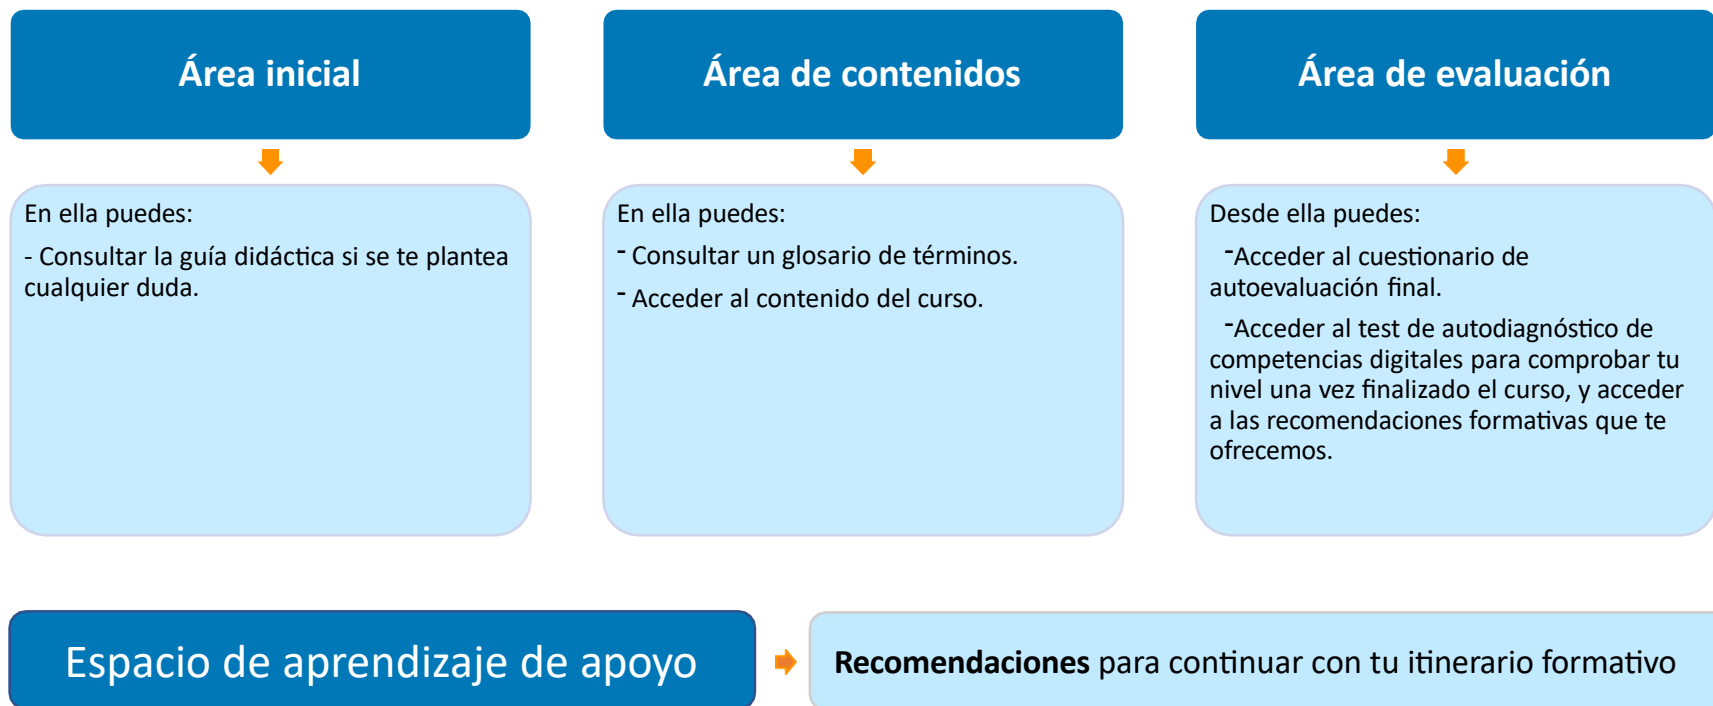 Área inicial
En ella puedes:
- Consultar la guía didáctica si se te plantea
cualquier duda.
Área de contenidos
En ella puedes:
- Consultar un glosario de términos.
- Acceder al contenido del curso.
Área de evaluación
Desde ella puedes:
-Acceder al cuestionario de
autoevaluación final.
-Acceder al test de autodiagnóstico de
competencias digitales para comprobar tu
nivel una vez finalizado el curso, y acceder
a las recomendaciones formativas que te
ofrecemos.
Espacio de aprendizaje de apoyo
Recomendaciones para continuar con tu itinerario formativo